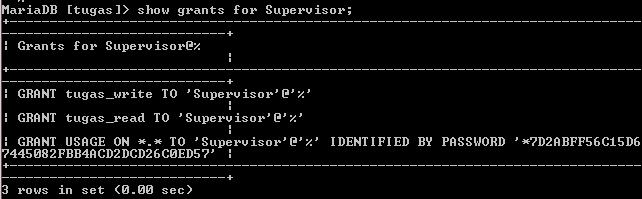 MariaDB [tugas]> show grants for Supervisor;
+------------------------------------------------------------------------------
----------------------------+
| Grants for Supervisor@%
                            |
+------------------------------------------------------------------------------
----------------------------+
| GRANT tugas_write TO 'Supervisor'@'%'
                            |
| GRANT tugas_read TO 'Supervisor'@'%'
                            |
| GRANT USAGE ON *.* TO 'Supervisor'@'%' IDENTIFIED BY PASSWORD '*7D2ABFF56C15D6
7445082FBB4ACD2DCD26C0ED57' |
+------------------------------------------------------------------------------
----------------------------+
3 rows in set (0.00 sec)